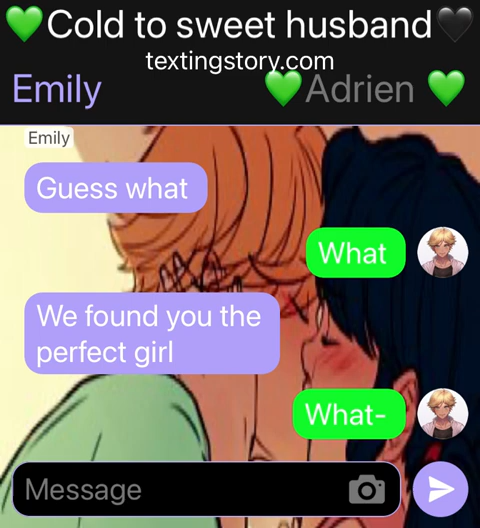 💚Cold to sweet husband🖤
textingstory.com
Emily
💚Adrien 💚
Emily
Guess what
What
We found you the
perfect girl
What-
Message